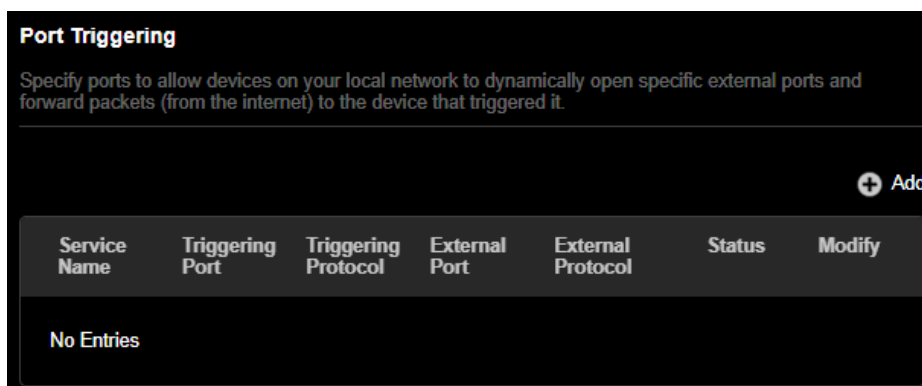 Port Triggering
Specify ports to allow devices on your local network to dynamically open specific external ports and
forward packets (from the internet) to the device that triggered it.
Add
Service Name Triggering Port Triggering Protocol External Port External Protocol Status Modify
No Entries